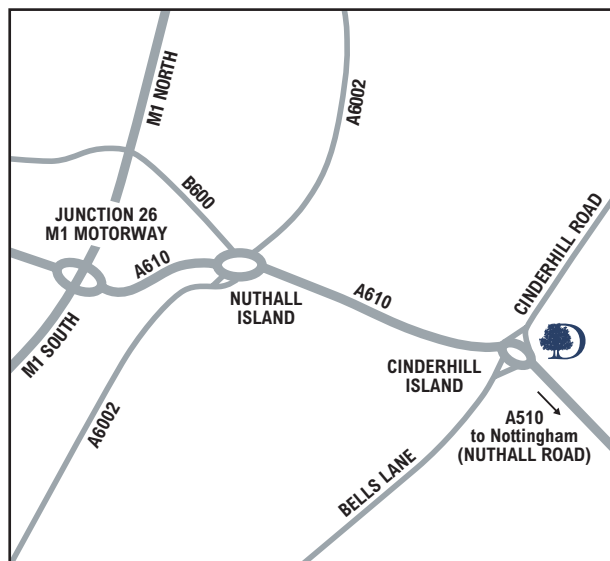 M1 NORTH
A6002
B600
CINDERHILL ROAD
JUNCTION 26
M1 MOTORWAY
A610
NUTHALL
ISLAND
A610
M1 SOUTH
D
CINDERHILL
ISLAND
A6002
A510
to Nottingham
(NUTHALL ROAD)
BELLS LANE